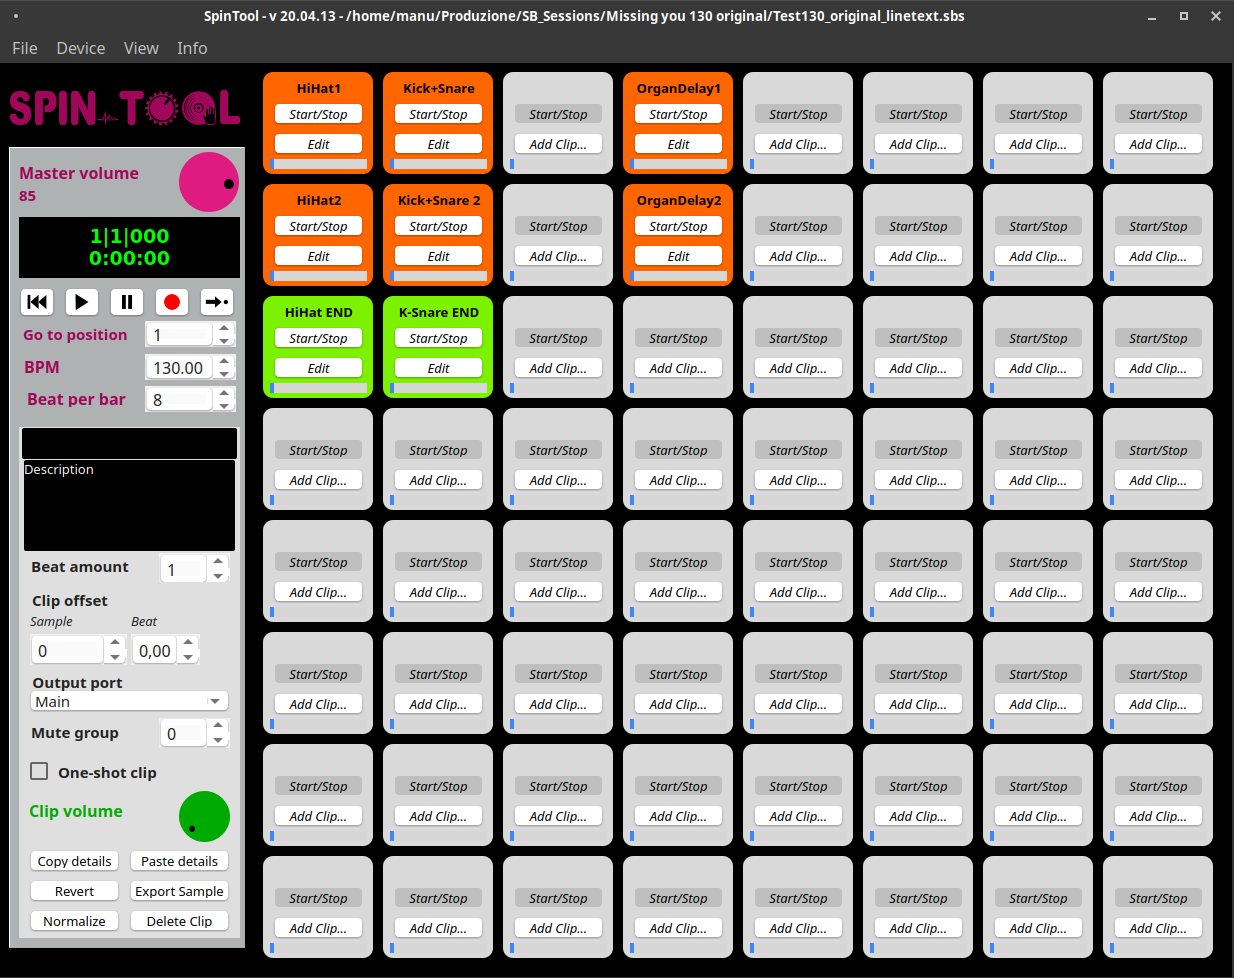 SpinTool - v 20.04.13 - /home/manu/Produzione/SB_Sessions/Missing you 130 original/Test130_original_linetext.sbs
File Device View Info
SPIN TOOL
Master volume
85
1|1|000
0:00:00
Go to position 1
BPM 130.00
Beat per bar 8
Description
Beat amount 1
Clip offset
Sample Beat
0 0,00
Output port
Main
Mute group 0
One-shot clip
Clip volume
Copy details Paste details
Revert Export Sample
Normalize Delete Clip
HiHat1 Kick+Snare OrganDelay1
Start/Stop Start/Stop Start/Stop Start/Stop Start/Stop Start/Stop Start/Stop Start/Stop
Edit Edit Add Clip... Edit Add Clip... Add Clip... Add Clip... Add Clip...
HiHat2 Kick+Snare 2 OrganDelay2
Start/Stop Start/Stop Start/Stop Start/Stop Start/Stop Start/Stop Start/Stop Start/Stop
Edit Edit Add Clip... Edit Add Clip... Add Clip... Add Clip... Add Clip...
HiHat END K-Snare END
Start/Stop Start/Stop Start/Stop Start/Stop Start/Stop Start/Stop Start/Stop Start/Stop
Edit Edit Add Clip... Add Clip... Add Clip... Add Clip... Add Clip... Add Clip...
Start/Stop Start/Stop Start/Stop Start/Stop Start/Stop Start/Stop Start/Stop Start/Stop
Add Clip... Add Clip... Add Clip... Add Clip... Add Clip... Add Clip... Add Clip... Add Clip...
Start/Stop Start/Stop Start/Stop Start/Stop Start/Stop Start/Stop Start/Stop Start/Stop
Add Clip... Add Clip... Add Clip... Add Clip... Add Clip... Add Clip... Add Clip... Add Clip...
Start/Stop Start/Stop Start/Stop Start/Stop Start/Stop Start/Stop Start/Stop Start/Stop
Add Clip... Add Clip... Add Clip... Add Clip... Add Clip... Add Clip... Add Clip... Add Clip...
Start/Stop Start/Stop Start/Stop Start/Stop Start/Stop Start/Stop Start/Stop Start/Stop
Add Clip... Add Clip... Add Clip... Add Clip... Add Clip... Add Clip... Add Clip... Add Clip...
Start/Stop Start/Stop Start/Stop Start/Stop Start/Stop Start/Stop Start/Stop Start/Stop
Add Clip... Add Clip... Add Clip... Add Clip... Add Clip... Add Clip... Add Clip... Add Clip...